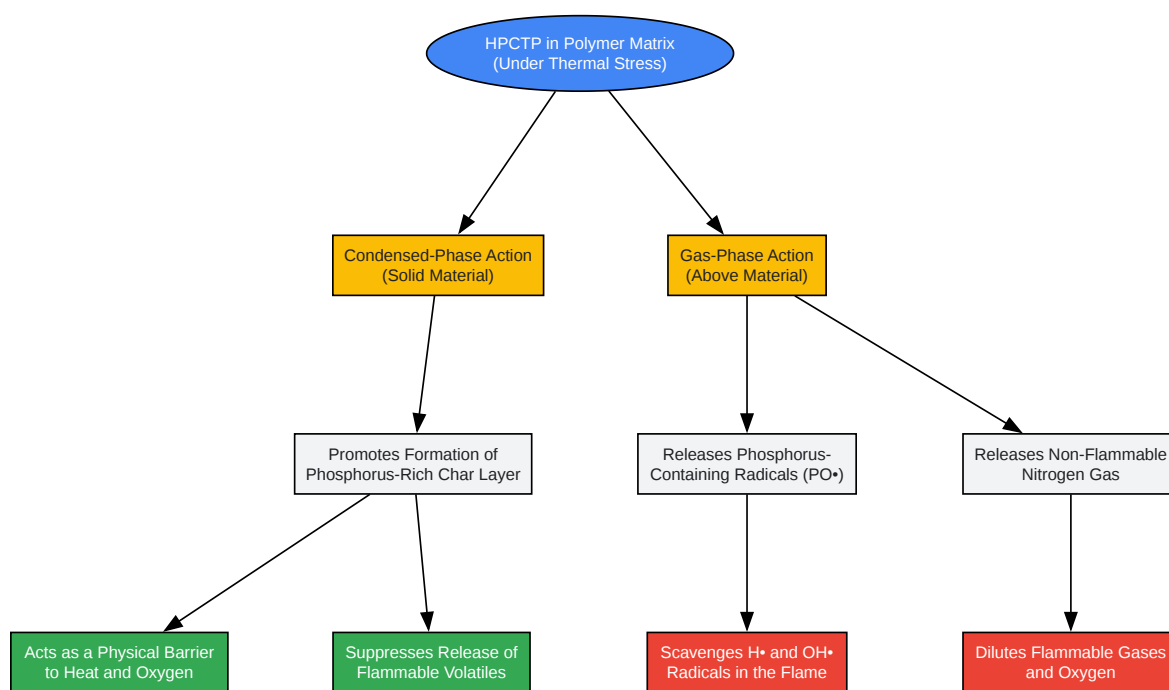 HPCTP in Polymer Matrix
(Under Thermal Stress)
Condensed-Phase Action
(Solid Material)
Gas-Phase Action
(Above Material)
Promotes Formation of
Phosphorus-Rich Char Layer
Releases Phosphorus-
Containing Radicals (PO•)
Releases Non-Flammable
Nitrogen Gas
Acts as a Physical Barrier
to Heat and Oxygen
Suppresses Release of
Flammable Volatiles
Scavenges H• and OH•
Radicals in the Flame
Dilutes Flammable Gases
and Oxygen